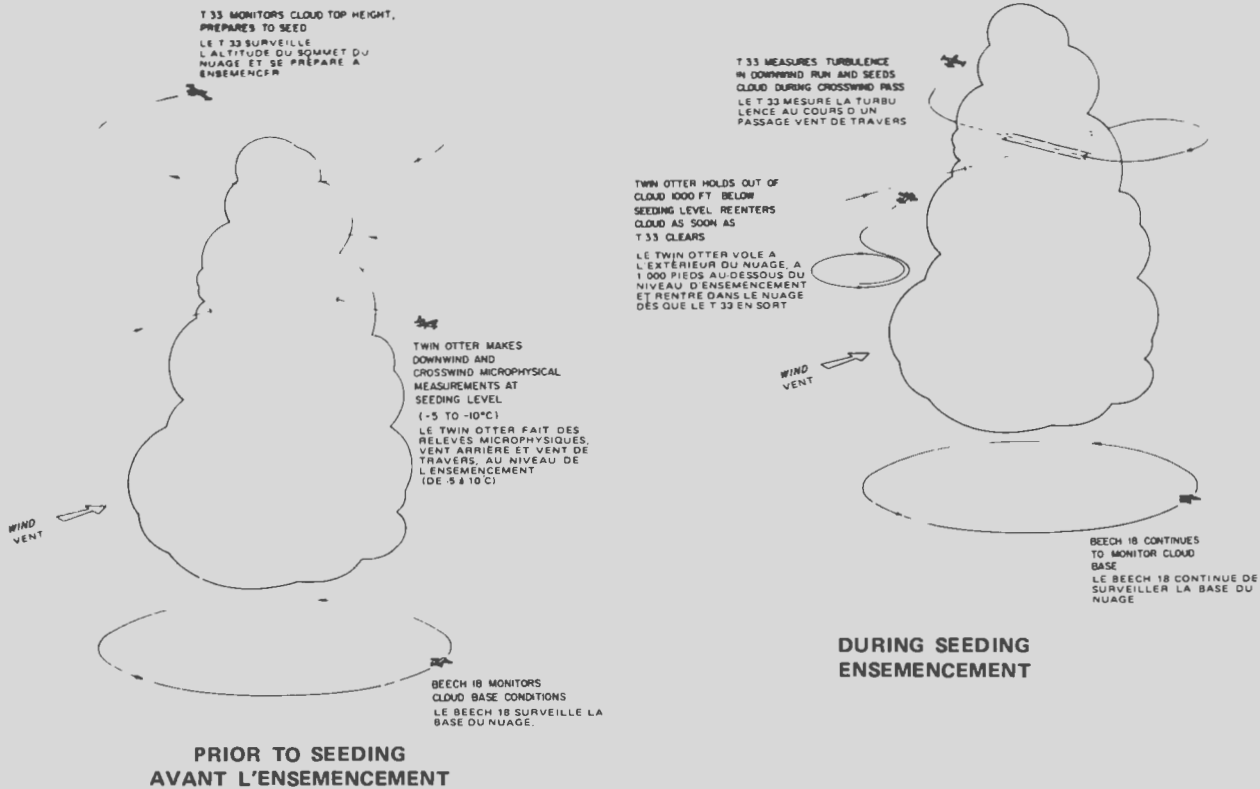 T 33 MONITORS CLOUD TOP HEIGHT,
PREPARES TO SEED
LE T 33 SURVEILLE
L ALTITUDE DU SOMMET DU
NUAGE ET SE PRÉPARE A
ENSEMENCER
TWIN OTTER MAKES
DOWNWIND AND
CROSSWIND MICROPHYSICAL
MEASUREMENTS AT
SEEDING LEVEL
(-5 TO -10°C)
LE TWIN OTTER FAIT DES
RELEVÉS MICROPHYSIQUES,
VENT ARRIÈRE ET VENT DE
TRAVERS, AU NIVEAU DE
L ENSEMENCEMENT
(DE -5 à 10°C)
WIND
VENT
BEECH 18 MONITORS
CLOUD BASE CONDITIONS
LE BEECH 18 SURVEILLE LA
BASE DU NUAGE.
PRIOR TO SEEDING
AVANT L'ENSEMENCEMENT
T 33 MEASURES TURBULENCE
IN DOWNWIND RUN AND SEEDS
CLOUD DURING CROSSWIND PASS
LE T 33 MESURE LA TURBU
LENCE AU COURS D UN
PASSAGE VENT DE TRAVERS
TWIN OTTER HOLDS OUT OF
CLOUD 1000 FT BELOW
SEEDING LEVEL REENTERS
CLOUD AS SOON AS
T 33 CLEARS
LE TWIN OTTER VOLE A
L'EXTÉRIEUR DU NUAGE, A
1 000 PIEDS AU-DESSOUS DU
NIVEAU D'ENSEMENCEMENT
ET RENTRE DANS LE NUAGE
DÈS QUE LE T 33 EN SORT
WIND
VENT
BEECH 18 CONTINUES
TO MONITOR CLOUD
BASE
LE BEECH 18 CONTINUE DE
SURVEILLER LA BASE DU
NUAGE
DURING SEEDING
ENSEMENCEMENT